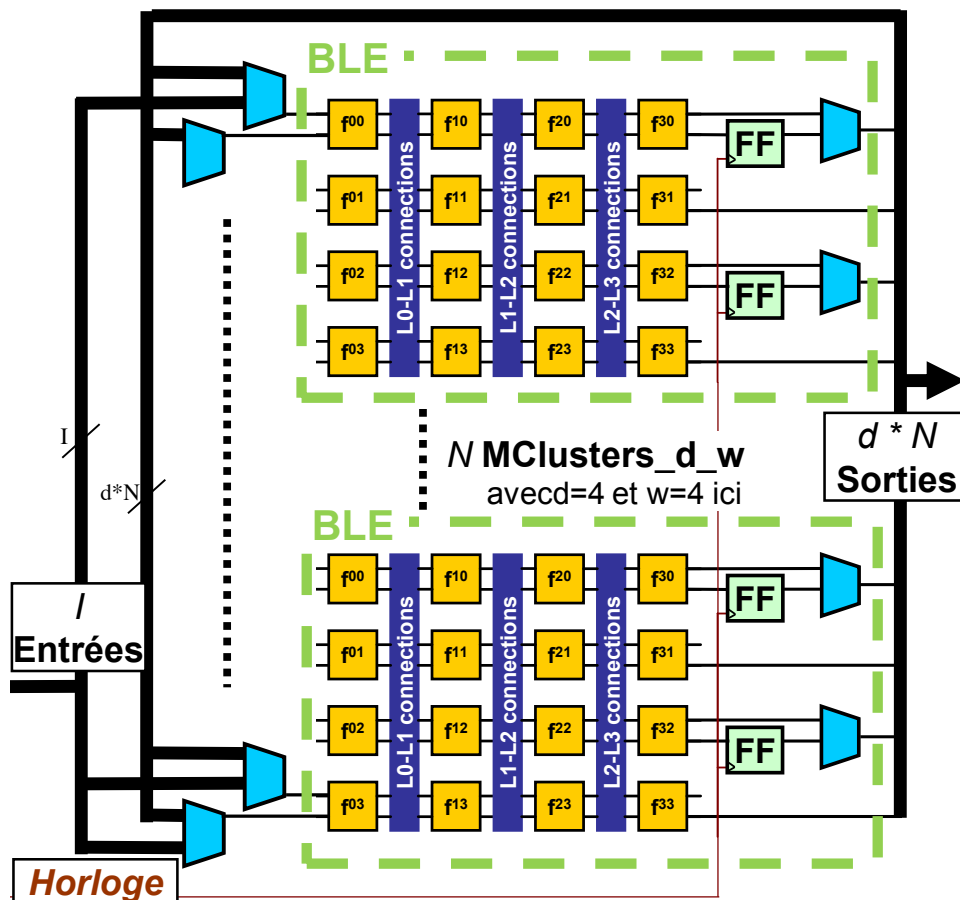 BLE
f00 f10 f20 f30
FF
f01 f11 f21 f31
f02 f12 f22 f32
FF
f03 f13 f23 f33
L0-L1 connections
L1-L2 connections
L2-L3 connections
I
d*N
N MClusters_d_w
avecd=4 et w=4 ici
d * N
Sorties
BLE
f00 f10 f20 f30
FF
f01 f11 f21 f31
f02 f12 f22 f32
FF
f03 f13 f23 f33
L0-L1 connections
L1-L2 connections
L2-L3 connections
I
Entrées
Horloge